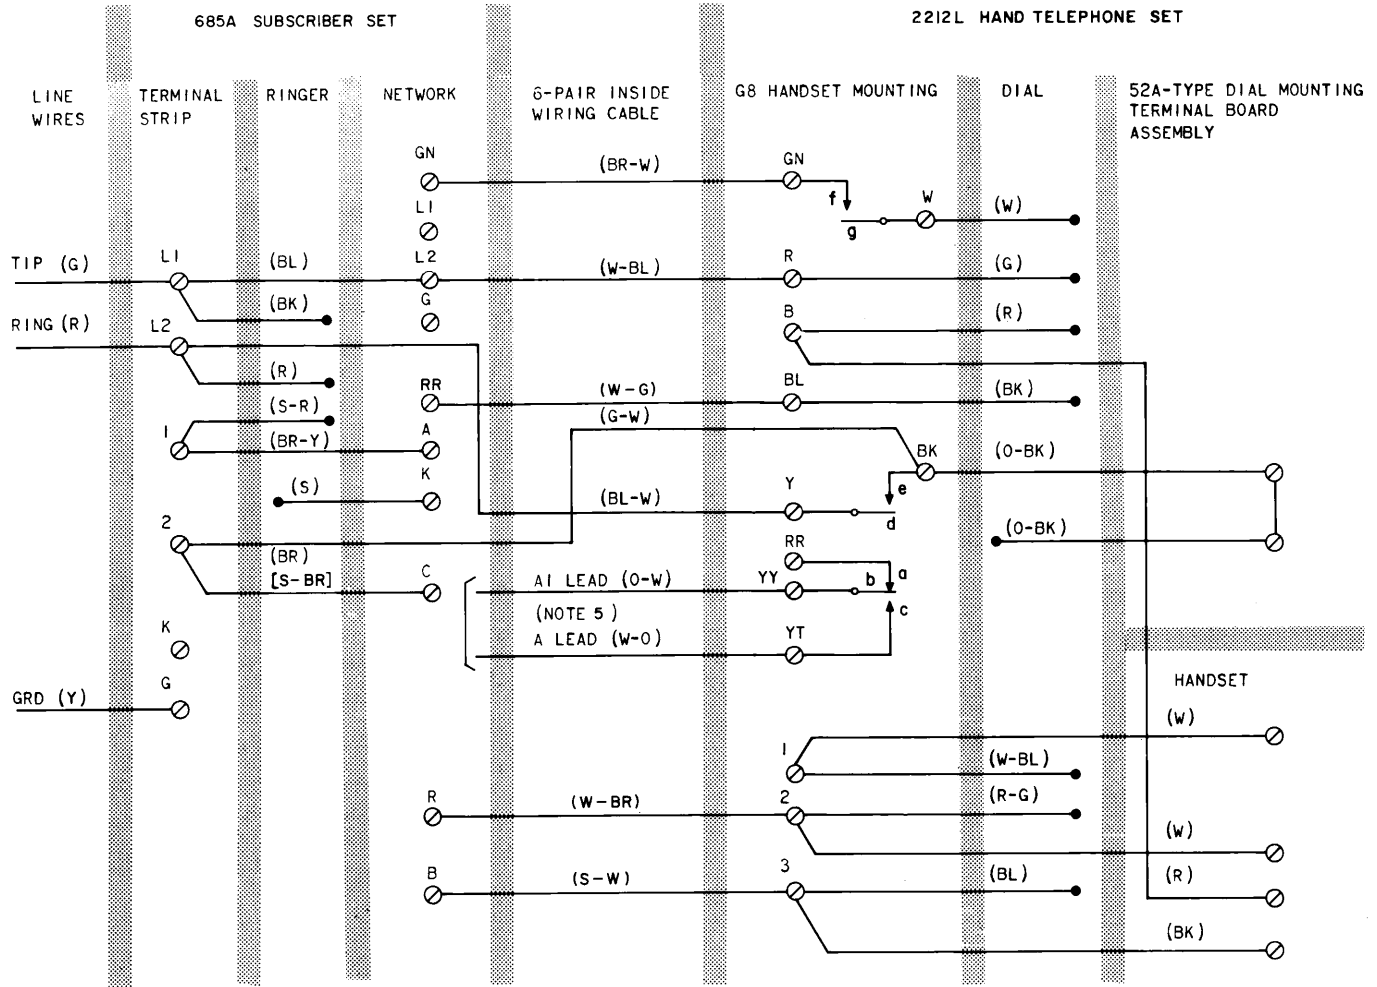 685A SUBSCRIBER SET
2212L HAND TELEPHONE SET
LINE
WIRES
TERMINAL
STRIP
RINGER
NETWORK
6-PAIR INSIDE
WIRING CABLE
G8 HANDSET MOUNTING
DIAL
52A-TYPE DIAL MOUNTING
TERMINAL BOARD
ASSEMBLY
GN
(BR-W)
GN
f
W
(W)
g
L1
TIP (G)
L1
(BL)
L2
(W-BL)
R
(G)
(BK)
G
B
(R)
RING (R)
L2
(R)
RR
(W-G)
BL
(BK)
(S-R)
(G-W)
1
(BR-Y)
A
BK
(O-BK)
K
(S)
(BL-W)
Y
e
d
2
(O-BK)
(BR)
RR
[S-BR]
C
A1 LEAD (O-W)
YY
b
a
(NOTE 5)
c
A LEAD (W-O)
YT
K
G
GRD (Y)
HANDSET
(W)
1
(W-BL)
R
(W-BR)
2
(R-G)
(W)
B
(S-W)
3
(BL)
(R)
(BK)